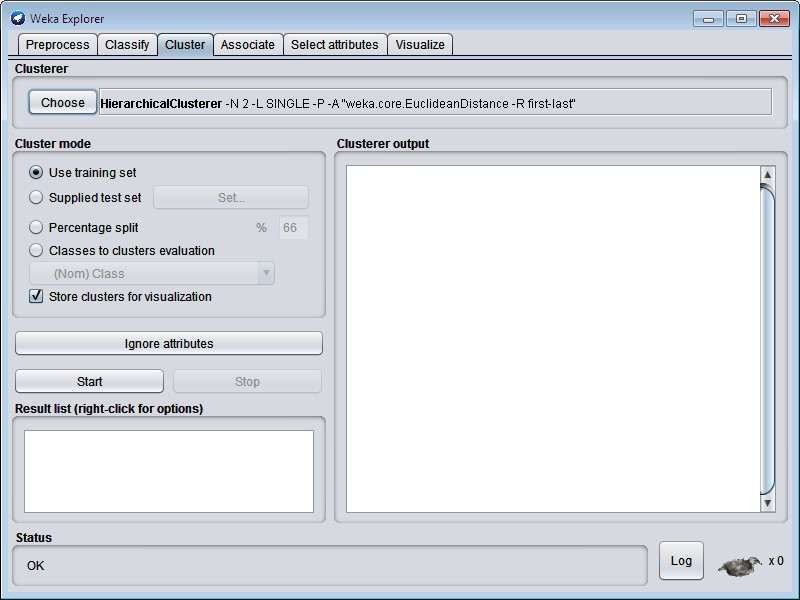 Weka Explorer
Preprocess Classify Cluster Associate Select attributes Visualize
Clusterer
Choose HierarchicalClusterer -N 2 -L SINGLE -P -A "weka.core.EuclideanDistance -R first-last"
Cluster mode
Use training set
Supplied test set Set...
Percentage split % 66
Classes to clusters evaluation
(Nom) Class
Store clusters for visualization
Ignore attributes
Start Stop
Result list (right-click for options)
Clusterer output
Status
OK
Log x 0